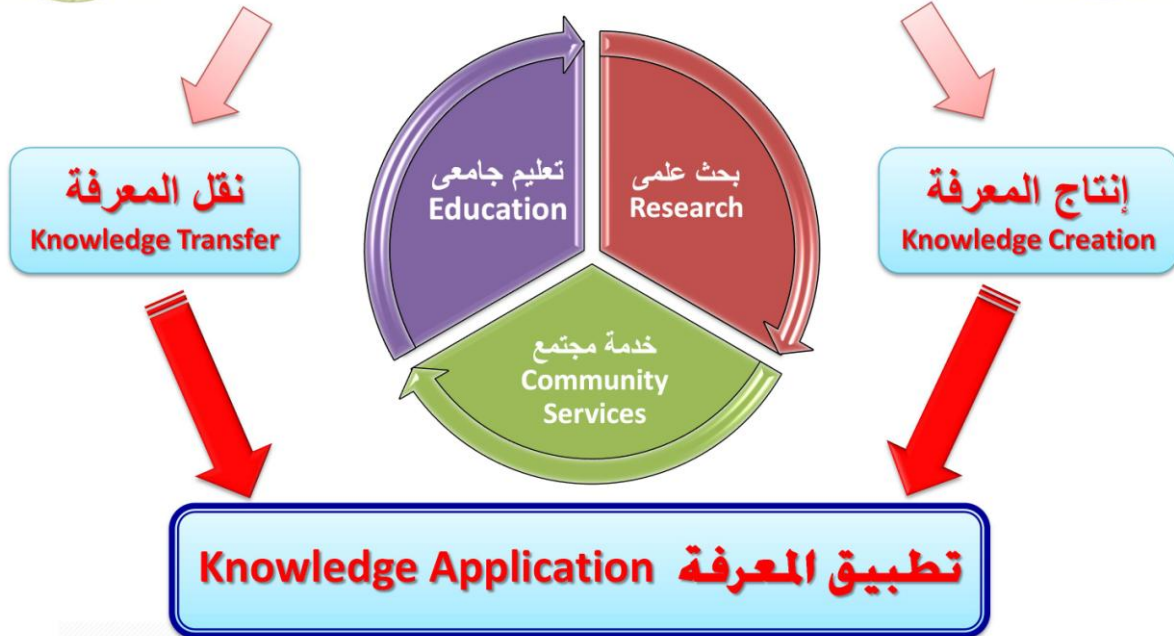 تعليم جامعى
Education
بحث علمى
Research
خدمة مجتمع
Community
Services
نقل المعرفة
Knowledge Transfer
إنتاج المعرفة
Knowledge Creation
Knowledge Application تطبيق المعرفة